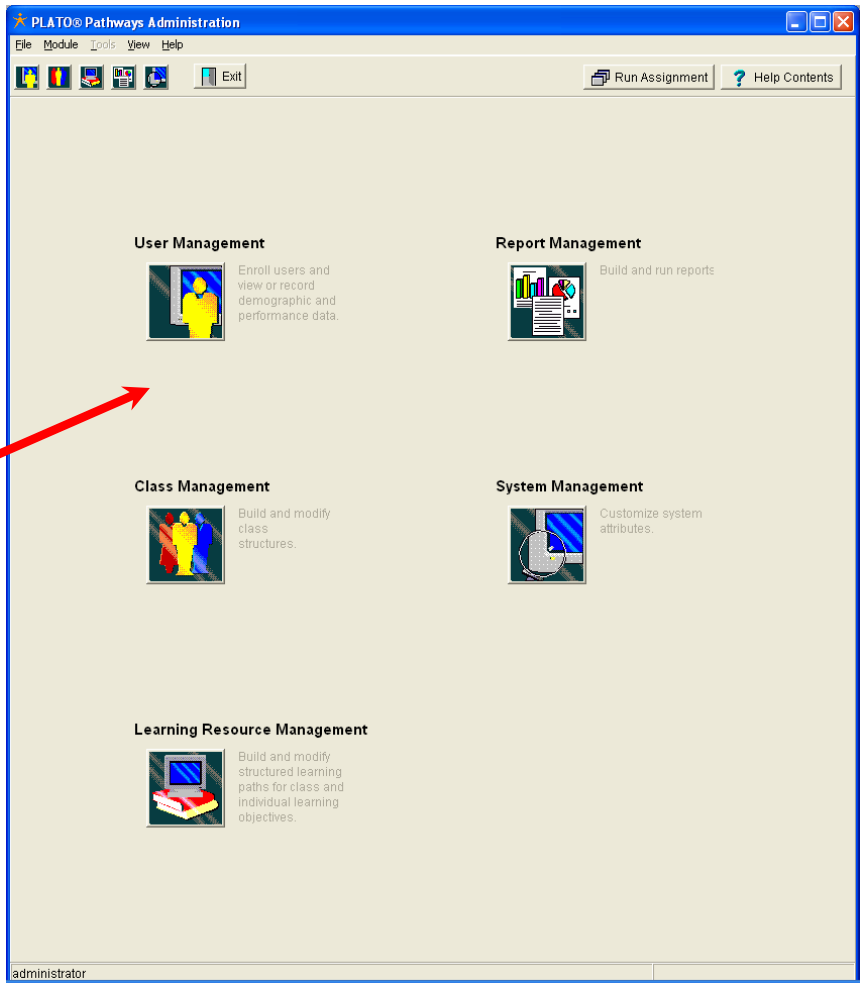 PLATO® Pathways Administration
File Module Tools View Help
Exit
Run Assignment
? Help Contents
User Management
Enroll users and
view or record
demographic and
performance data.
Report Management
Build and run reports
Class Management
Build and modify
class
structures.
System Management
Customize system
attributes.
Learning Resource Management
Build and modify
structured learning
paths for class and
individual learning
objectives.
administrator